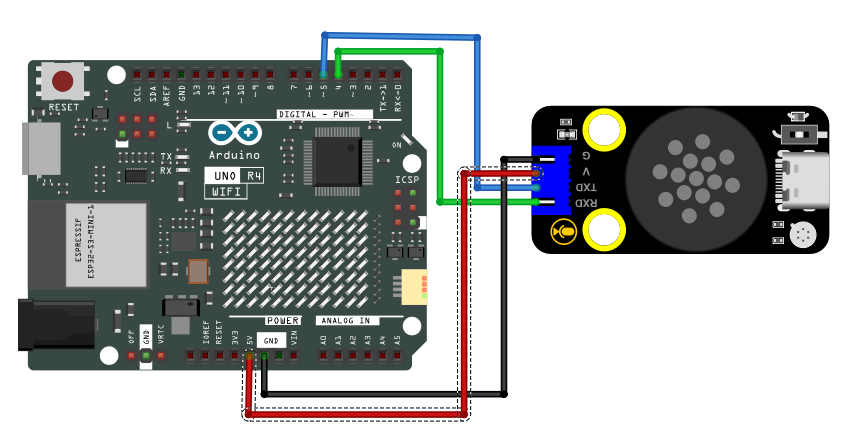 RESET
SCL
SDA
AREF
GND
13
12
~11
~10
~9
8
7
~6
~5
4
~3
2
TX->1
RX<-0
DIGITAL - PWM~
L
TX
RX
Arduino
UNO R4
WIFI
ON
ICSP
ESPRESSIF
ESP32-S3-MINI-1
OFF
GND
VRTC
POWER
ANALOG IN
IOREF
RESET
3V3
5V
GND
VIN
A0
A1
A2
A3
A4
A5
G
V
TXD
RXD